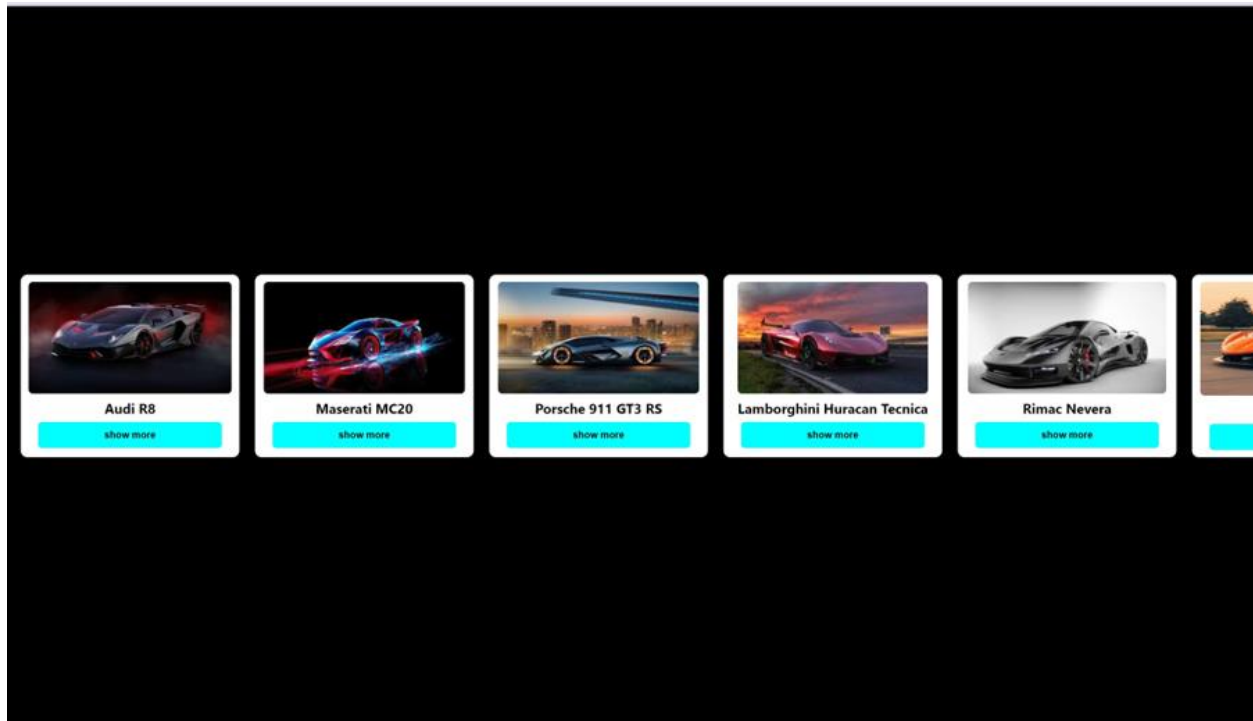 Audi R8
show more
Maserati MC20
show more
Porsche 911 GT3 RS
show more
Lamborghini Huracan Tecnica
show more
Rimac Nevera
show more